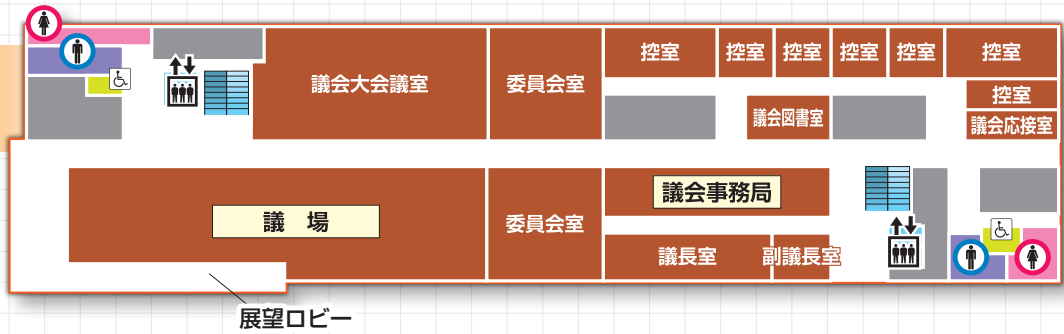 控室
控室
控室
控室
控室
控室
議会大会議室
委員会室
控室
議会図書室
議会応接室
議会事務局
議　場
委員会室
議長室
副議長室
展望ロビー